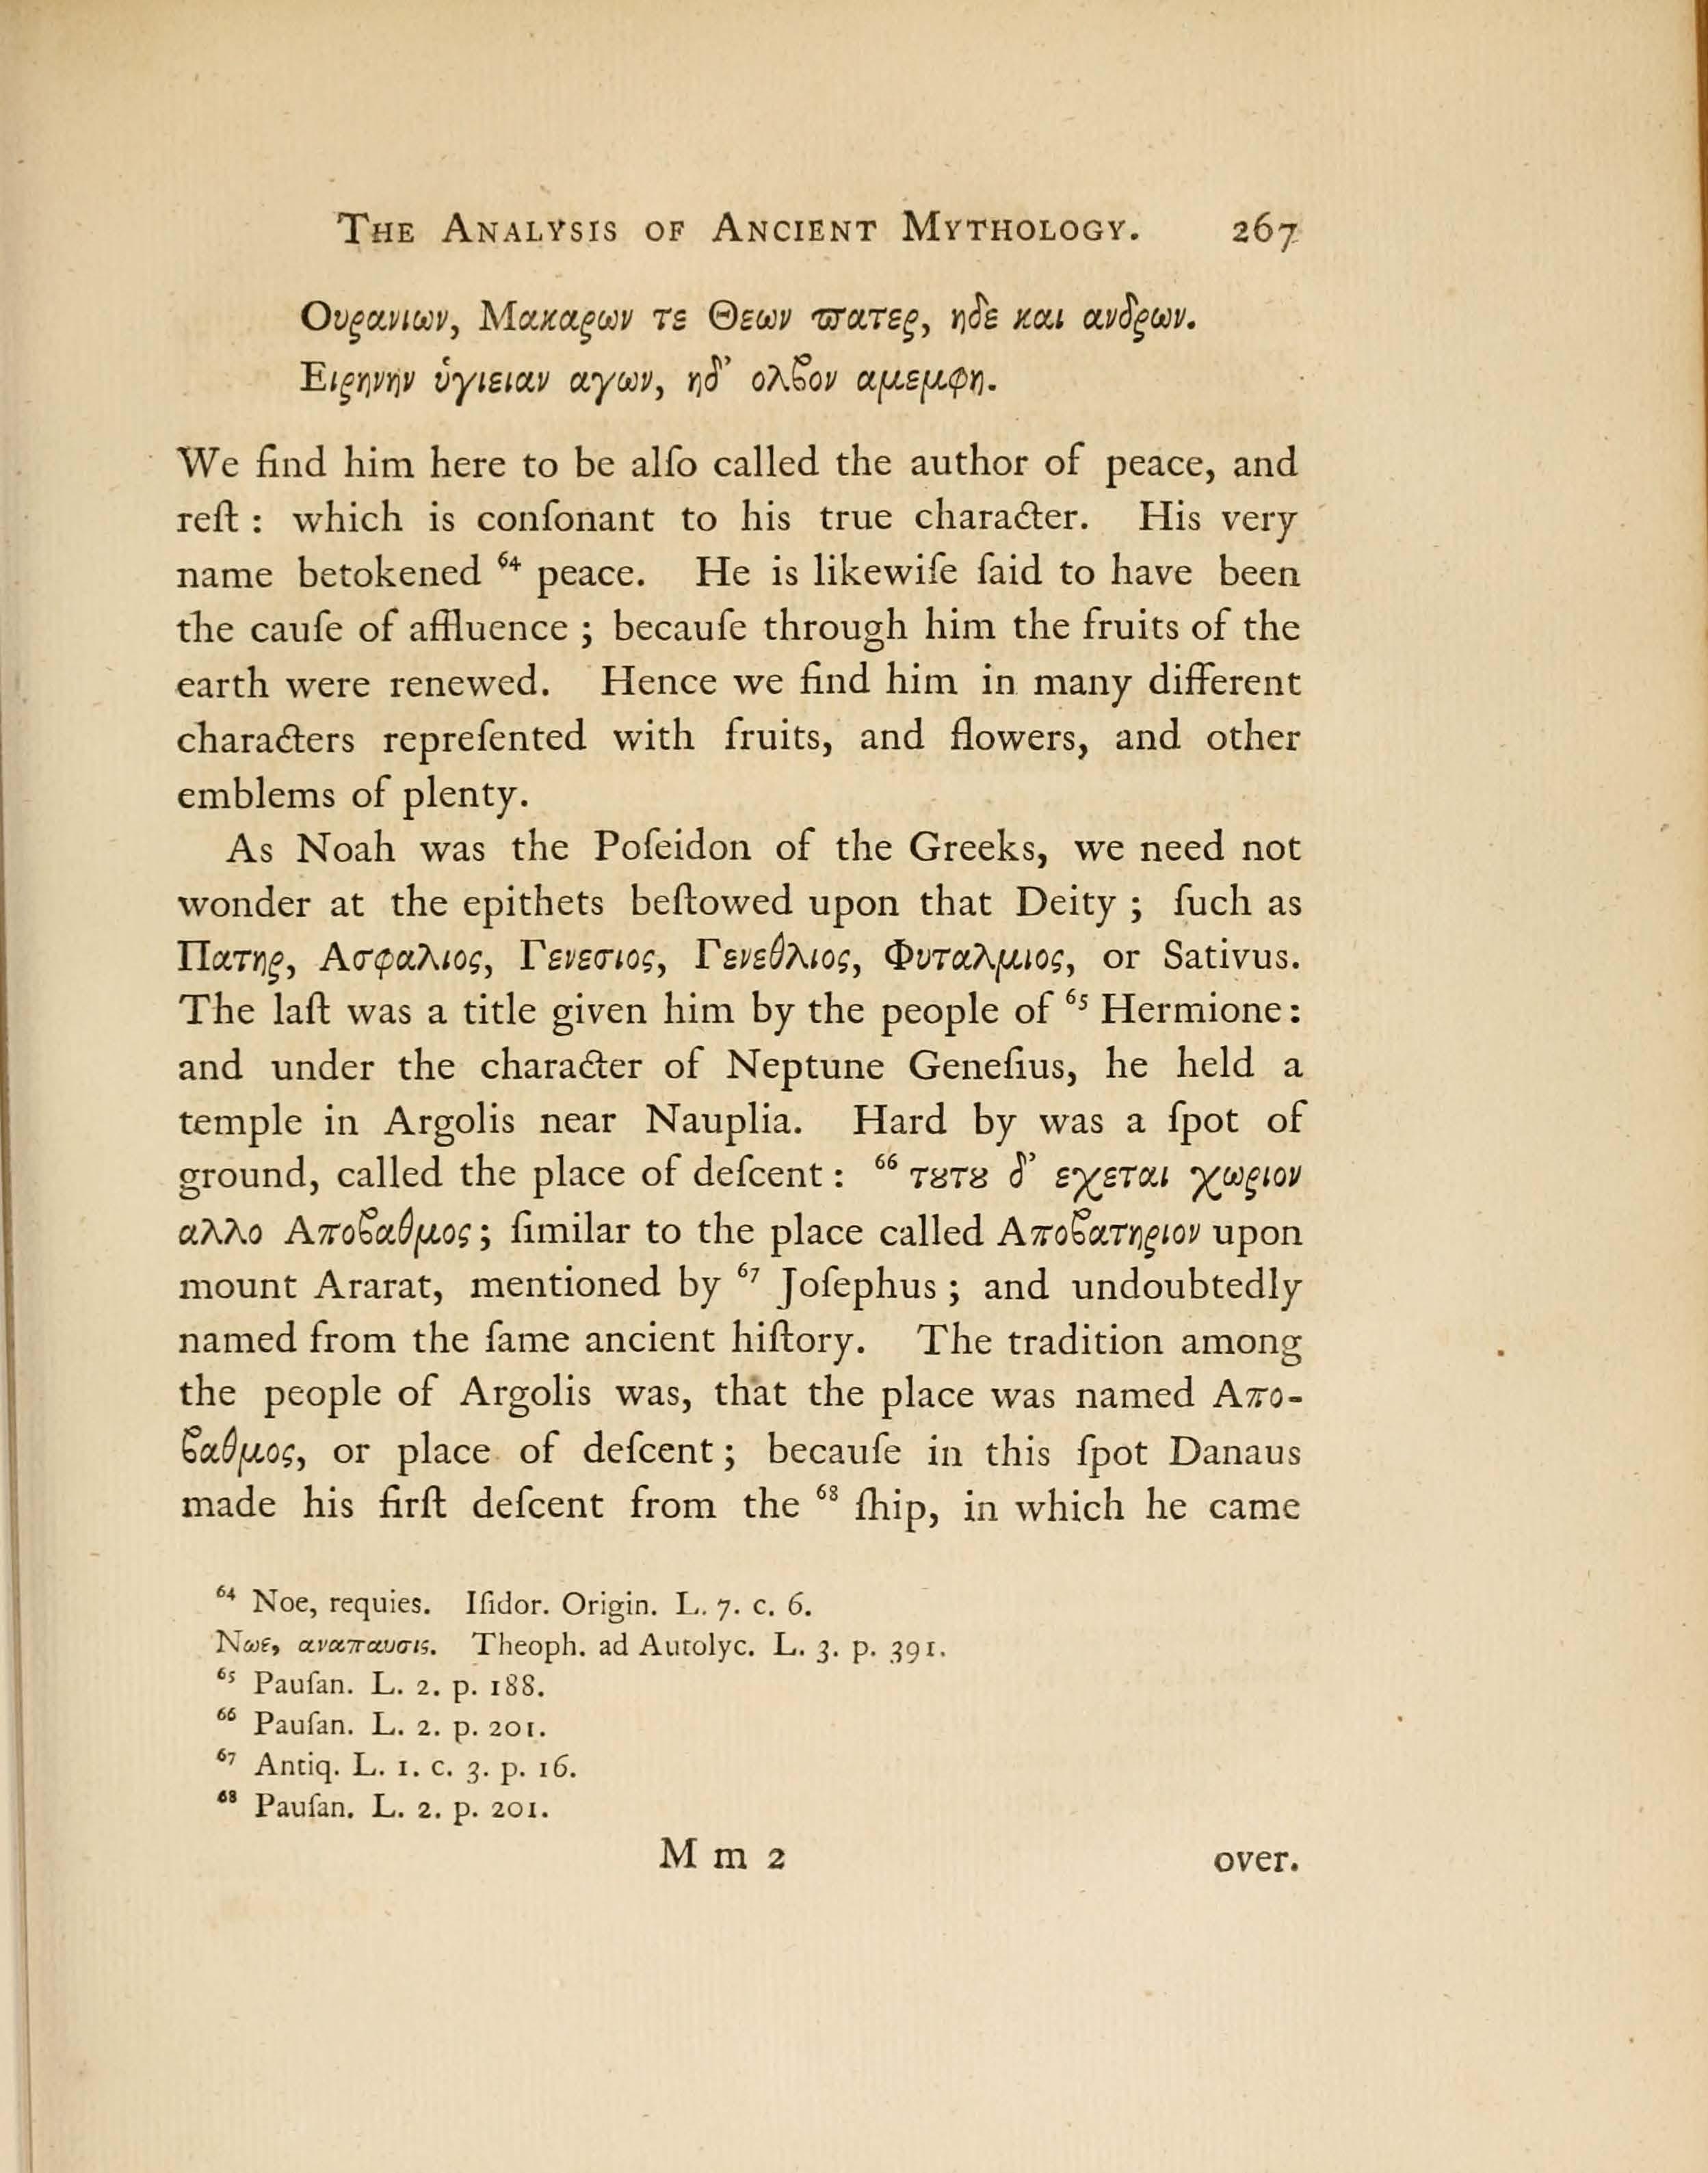 THE ANALYSIS OF ANCIENT MYTHOLOGY. 267
Ουρανιων, Μακαρων τε Θεων ϖατερ, ηδε και ανδρων.
Ειρηνην ὑγιειαν αγων, ηδ’ ολϐον αμεμφη.
We find him here to be alſo called the author of peace, and
reſt : which is conſonant to his true character. His very
name betokened ⁶⁴ peace. He is likewiſe ſaid to have been
the cauſe of affluence ; becauſe through him the fruits of the
earth were renewed. Hence we find him in many different
characters repreſented with fruits, and flowers, and other
emblems of plenty.
As Noah was the Poſeidon of the Greeks, we need not
wonder at the epithets beſtowed upon that Deity ; ſuch as
Πατηρ, Ασφαλιος, Γενεσιος, Γενεθλιος, Φυταλμιος, or Sativus.
The laſt was a title given him by the people of ⁶⁵ Hermione :
and under the character of Neptune Geneſius, he held a
temple in Argolis near Nauplia. Hard by was a ſpot of
ground, called the place of deſcent : ⁶⁶ τȣτȣ δ’ εχεται χωριον
αλλο Αποϐαθμος ; ſimilar to the place called Αποϐατηριον upon
mount Ararat, mentioned by ⁶⁷ Joſephus ; and undoubtedly
named from the ſame ancient hiſtory. The tradition among
the people of Argolis was, that the place was named Απο-
ϐαθμος, or place of deſcent ; becauſe in this ſpot Danaus
made his firſt deſcent from the ⁶⁸ ſhip, in which he came
⁶⁴ Noe, requies. Iſidor. Origin. L. 7. c. 6.
Νωε, αναπαυσις. Theoph. ad Autolyc. L. 3. p. 391.
⁶⁵ Pauſan. L. 2. p. 188.
⁶⁶ Pauſan. L. 2. p. 201.
⁶⁷ Antiq. L. 1. c. 3. p. 16.
⁶⁸ Pauſan. L. 2. p. 201.
M m 2 over.